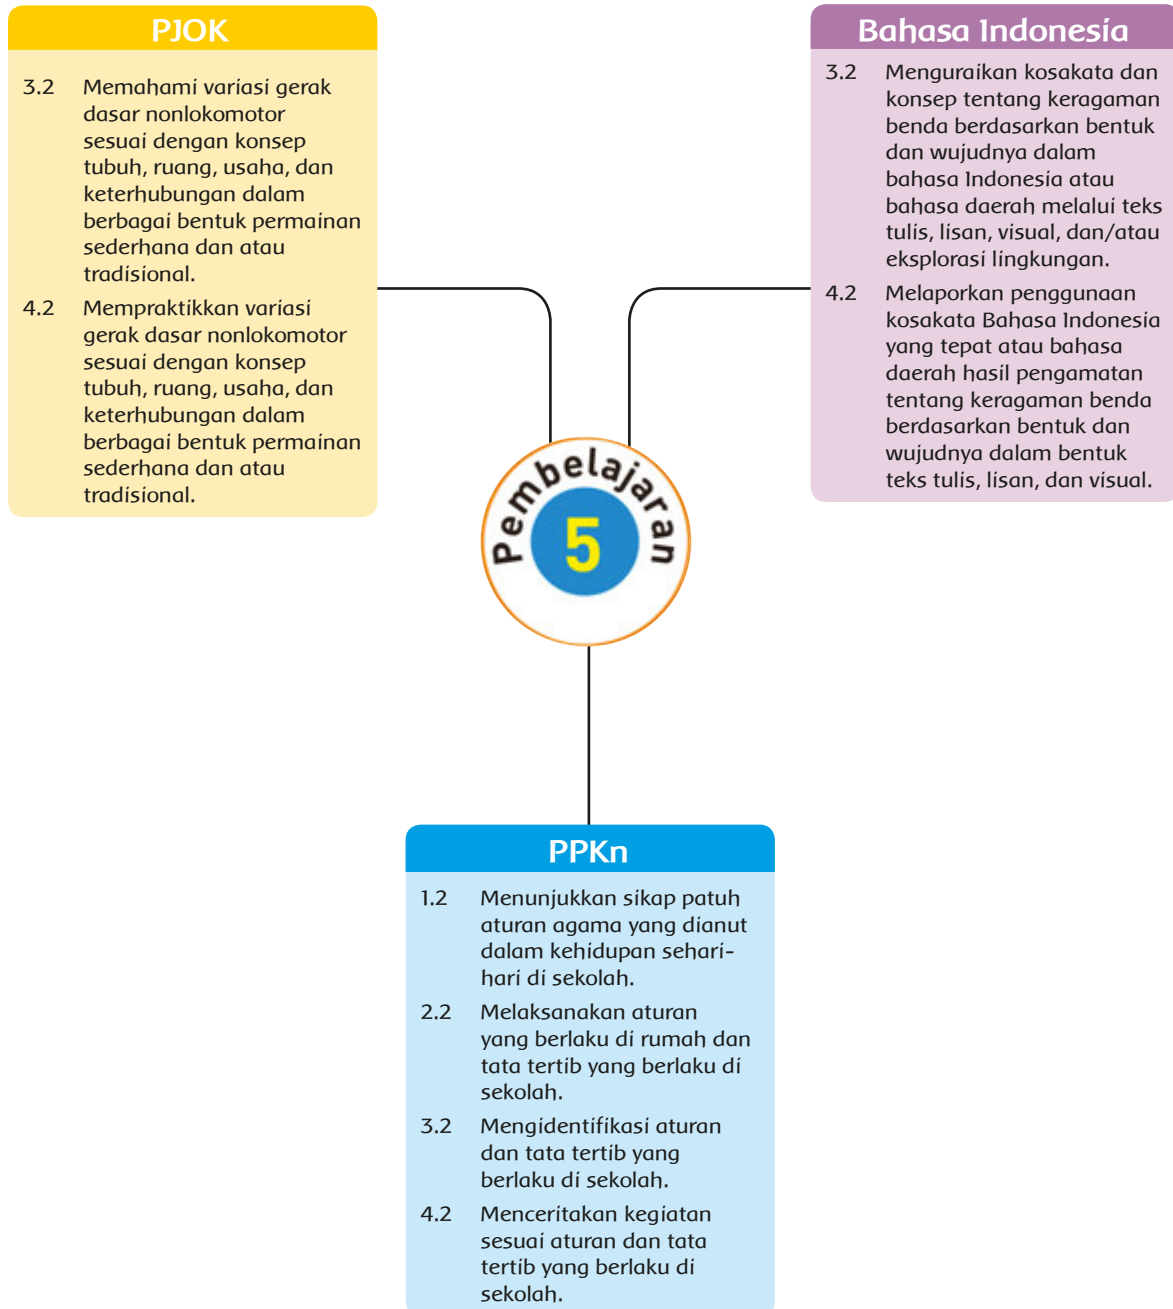 PJOK
3.2 Memahami variasi gerak
dasar nonlokomotor
sesuai dengan konsep
tubuh, ruang, usaha, dan
keterhubungan dalam
berbagai bentuk permainan
sederhana dan atau
tradisional.
4.2 Mempraktikkan variasi
gerak dasar nonlokomotor
sesuai dengan konsep
tubuh, ruang, usaha, dan
keterhubungan dalam
berbagai bentuk permainan
sederhana dan atau
tradisional.
Bahasa Indonesia
3.2 Menguraikan kosakata dan
konsep tentang keragaman
benda berdasarkan bentuk
dan wujudnya dalam
bahasa Indonesia atau
bahasa daerah melalui teks
tulis, lisan, visual, dan/atau
eksplorasi lingkungan.
4.2 Melaporkan penggunaan
kosakata Bahasa Indonesia
yang tepat atau bahasa
daerah hasil pengamatan
tentang keragaman benda
berdasarkan bentuk dan
wujudnya dalam bentuk
teks tulis, lisan, dan visual.
Pembelajaran
5
PPKn
1.2 Menunjukkan sikap patuh
aturan agama yang dianut
dalam kehidupan sehari-
hari di sekolah.
2.2 Melaksanakan aturan
yang berlaku di rumah dan
tata tertib yang berlaku di
sekolah.
3.2 Mengidentifikasi aturan
dan tata tertib yang
berlaku di sekolah.
4.2 Menceritakan kegiatan
sesuai aturan dan tata
tertib yang berlaku di
sekolah.